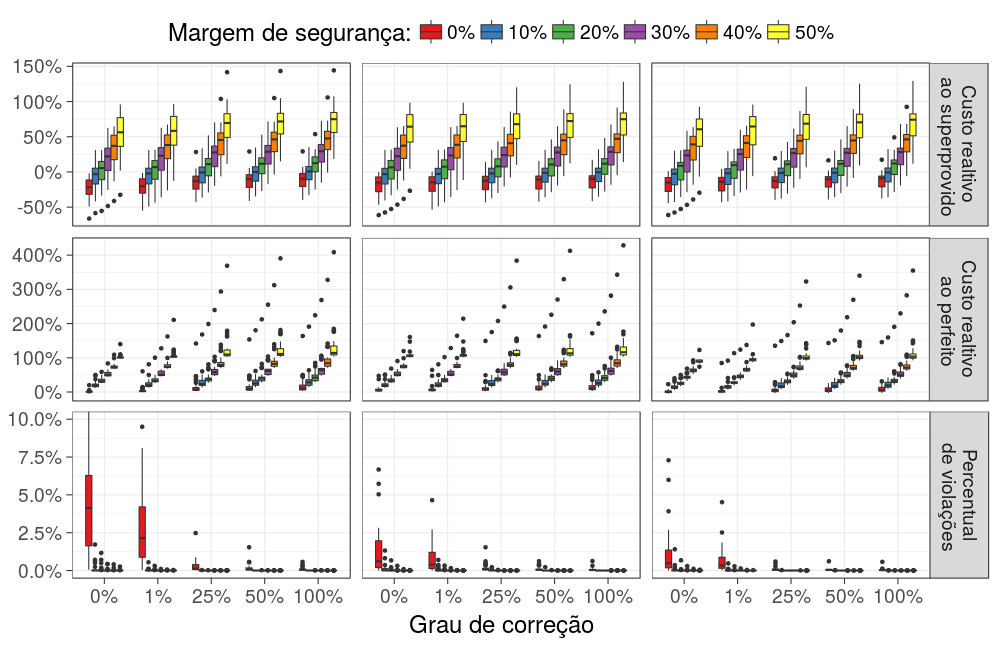 Margem de segurança: 0% 10% 20% 30% 40% 50%
150%
100%
50%
0%
-50%
Custo realtivo
ao superprovido
400%
300%
200%
100%
0%
Custo realtivo
ao perfeito
10.0%
7.5%
5.0%
2.5%
0.0%
Percentual
de violações
0% 1% 25% 50% 100% 0% 1% 25% 50% 100% 0% 1% 25% 50% 100%
Grau de correção